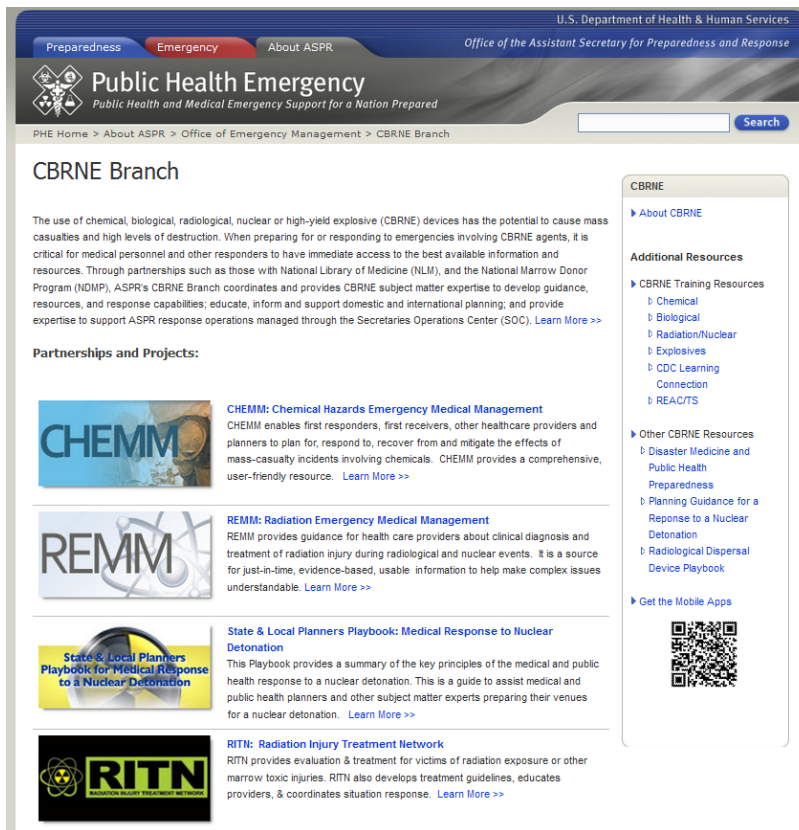 U.S. Department of Health & Human Services
Preparedness
Emergency
About ASPR
Office of the Assistant Secretary for Preparedness and Response
Public Health Emergency
Public Health and Medical Emergency Support for a Nation Prepared
Search
PHE Home > About ASPR > Office of Emergency Management > CBRNE Branch
CBRNE Branch
The use of chemical, biological, radiological, nuclear or high-yield explosive (CBRNE) devices has the potential to cause mass
casualties and high levels of destruction. When preparing for or responding to emergencies involving CBRNE agents, it is
critical for medical personnel and other responders to have immediate access to the best available information and
resources. Through partnerships such as those with National Library of Medicine (NLM), and the National Marrow Donor
Program (NDMP), ASPR's CBRNE Branch coordinates and provides CBRNE subject matter expertise to develop guidance,
resources, and response capabilities; educate, inform and support domestic and international planning; and provide
expertise to support ASPR response operations managed through the Secretaries Operations Center (SOC). Learn More >>
Partnerships and Projects:
CHEMM
CHEMM: Chemical Hazards Emergency Medical Management
CHEMM enables first responders, first receivers, other healthcare providers and
planners to plan for, respond to, recover from and mitigate the effects of
mass-casualty incidents involving chemicals. CHEMM provides a comprehensive,
user-friendly resource. Learn More >>
REMM
REMM: Radiation Emergency Medical Management
REMM provides guidance for health care providers about clinical diagnosis and
treatment of radiation injury during radiological and nuclear events. It is a source
for just-in-time, evidence-based, usable information to help make complex issues
understandable. Learn More >>
State & Local Planners
Playbook for Medical Response
to a Nuclear Detonation
State & Local Planners Playbook: Medical Response to Nuclear
Detonation
This Playbook provides a summary of the key principles of the medical and public
health response to a nuclear detonation. This is a guide to assist medical and
public health planners and other subject matter experts preparing their venues
for a nuclear detonation. Learn More >>
RITN
RADIATION INJURY TREATMENT NETWORK
RITN: Radiation Injury Treatment Network
RITN provides evaluation & treatment for victims of radiation exposure or other
marrow toxic injuries. RITN also develops treatment guidelines, educates
providers, & coordinates situation response. Learn More >>
CBRNE
About CBRNE
Additional Resources
CBRNE Training Resources
Chemical
Biological
Radiation/Nuclear
Explosives
CDC Learning
Connection
REAC/TS
Other CBRNE Resources
Disaster Medicine and
Public Health
Preparedness
Planning Guidance for a
Reponse to a Nuclear
Detonation
Radiological Dispersal
Device Playbook
Get the Mobile Apps